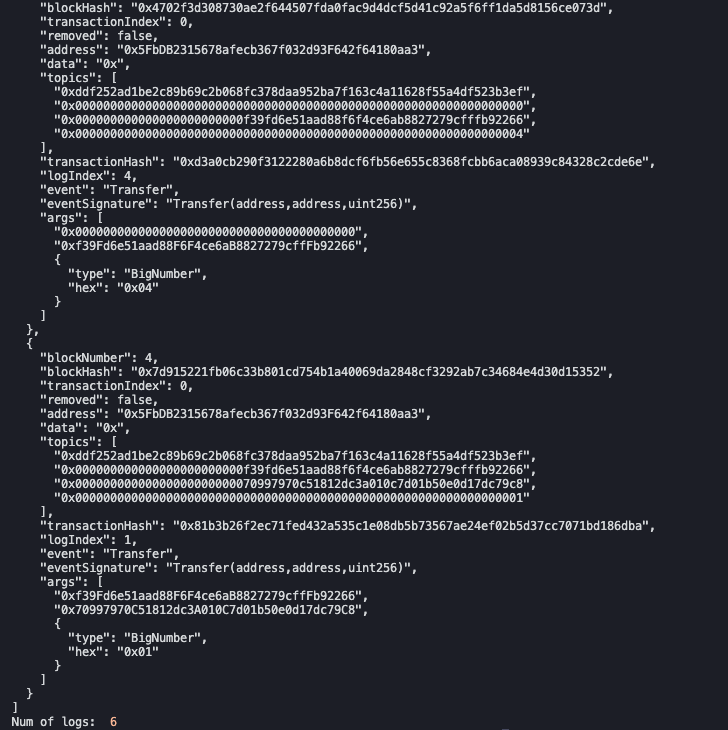 "blockHash": "0x4702f3d308730ae2f644507fda0fac9d4dcf5d41c92a5f6ff1da5d8156ce073d",
"transactionIndex": 0,
"removed": false,
"address": "0x5FbDB2315678afecb367f032d93F642f64180aa3",
"data": "0x",
"topics": [
"0xddf252ad1be2c89b69c2b068fc378daa952ba7f163c4a11628f55a4df523b3ef",
"0x0000000000000000000000000000000000000000000000000000000000000000",
"0x000000000000000000000000f39fd6e51aad88f6f4ce6ab8827279cfffb92266",
"0x0000000000000000000000000000000000000000000000000000000000000004"
],
"transactionHash": "0xd3a0cb290f3122280a6b8dcf6fb56e655c8368fcbb6aca08939c84328c2cde6e",
"logIndex": 4,
"event": "Transfer",
"eventSignature": "Transfer(address,address,uint256)",
"args": [
"0x0000000000000000000000000000000000000000",
"0xf39Fd6e51aad88F6F4ce6aB8827279cffFb92266",
{
"type": "BigNumber",
"hex": "0x04"
}
]
},
{
"blockNumber": 4,
"blockHash": "0x7d915221fb06c33b801cd754b1a40069da2848cf3292ab7c34684e4d30d15352",
"transactionIndex": 0,
"removed": false,
"address": "0x5FbDB2315678afecb367f032d93F642f64180aa3",
"data": "0x",
"topics": [
"0xddf252ad1be2c89b69c2b068fc378daa952ba7f163c4a11628f55a4df523b3ef",
"0x000000000000000000000000f39fd6e51aad88f6f4ce6ab8827279cfffb92266",
"0x00000000000000000000000070997970c51812dc3a010c7d01b50e0d17dc79c8",
"0x0000000000000000000000000000000000000000000000000000000000000001"
],
"transactionHash": "0x81b3b26f2ec71fed432a535c1e08db5b73567ae24ef02b5d37cc7071bd186dba",
"logIndex": 1,
"event": "Transfer",
"eventSignature": "Transfer(address,address,uint256)",
"args": [
"0xf39Fd6e51aad88F6F4ce6aB8827279cffFb92266",
"0x70997970C51812dc3A010C7d01b50e0d17dc79C8",
{
"type": "BigNumber",
"hex": "0x01"
}
]
}
]
Num of logs: 6